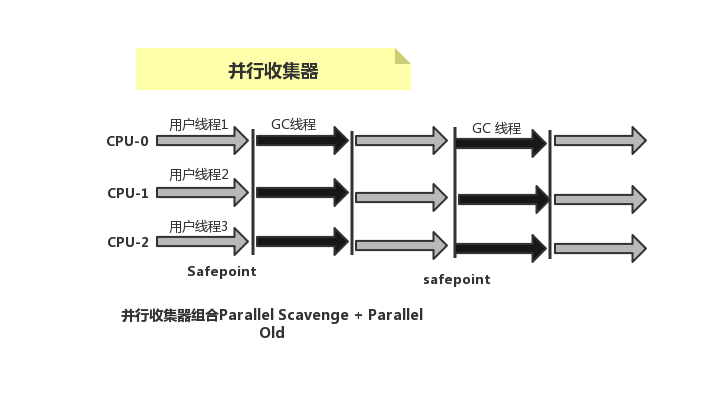 并行收集器
用户线程1
GC线程
GC 线程
CPU-0
用户线程2
CPU-1
用户线程3
CPU-2
Safepoint
safepoint
并行收集器组合Parallel Scavenge + Parallel
Old